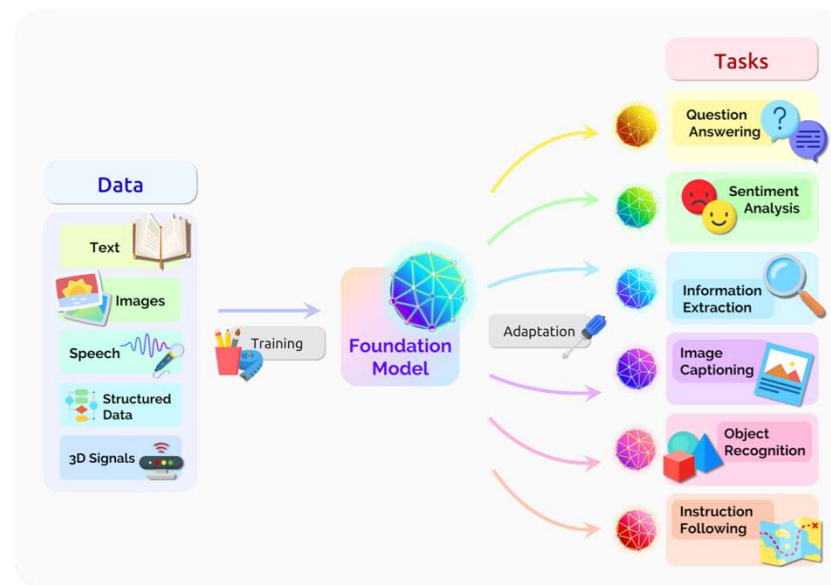 Data
Text
Images
Speech
Structured
Data
3D Signals
Training
Foundation
Model
Adaptation
Tasks
Question
Answering
Sentiment
Analysis
Information
Extraction
Image
Captioning
Object
Recognition
Instruction
Following